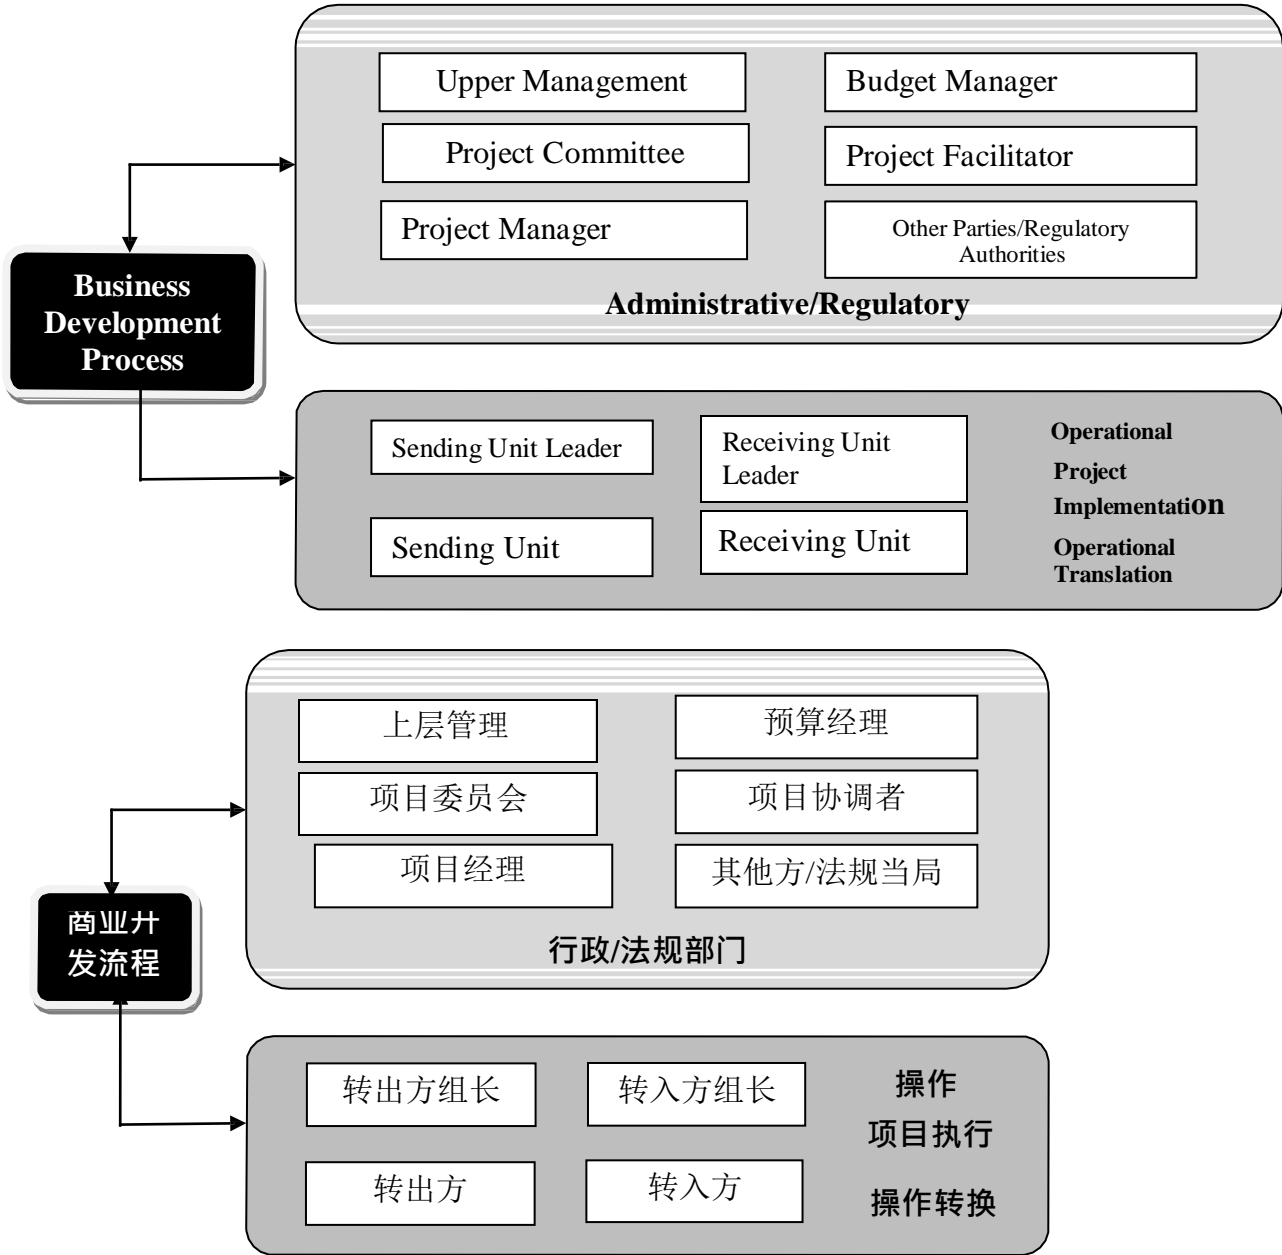 Upper Management
Budget Manager
Project Committee
Project Facilitator
Project Manager
Other Parties/Regulatory
Authorities
Administrative/Regulatory
Business
Development
Process
Sending Unit Leader
Receiving Unit
Leader
Operational
Project
Implementation
Sending Unit
Receiving Unit
Operational
Translation
上层管理
预算经理
项目委员会
项目协调者
项目经理
其他方/法规当局
行政/法规部门
商业开
发流程
转出方组长
转入方组长
操作
项目执行
转出方
转入方
操作转换